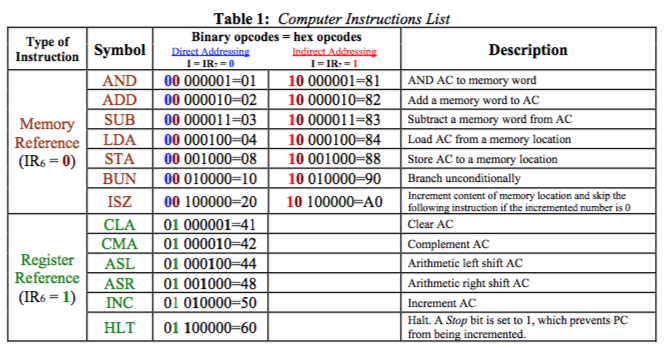 Table 1: Computer Instructions List
Type of Instruction Symbol Binary opcodes = hex opcodes Description
Direct Addressing Indirect Addressing
I = IR₇ = 0 I = IR₇ = 1
Memory Reference (IR₆ = 0)
AND 00 000001=01 10 000001=81 AND AC to memory word
ADD 00 000010=02 10 000010=82 Add a memory word to AC
SUB 00 000011=03 10 000011=83 Subtract a memory word from AC
LDA 00 000100=04 10 000100=84 Load AC from a memory location
STA 00 001000=08 10 001000=88 Store AC to a memory location
BUN 00 010000=10 10 010000=90 Branch unconditionally
ISZ 00 100000=20 10 100000=A0 Increment content of memory location and skip the
following instruction if the incremented number is 0
Register Reference (IR₆ = 1)
CLA 01 000001=41 Clear AC
CMA 01 000010=42 Complement AC
ASL 01 000100=44 Arithmetic left shift AC
ASR 01 001000=48 Arithmetic right shift AC
INC 01 010000=50 Increment AC
HLT 01 100000=60 Halt. A Stop bit is set to 1, which prevents PC
from being incremented.